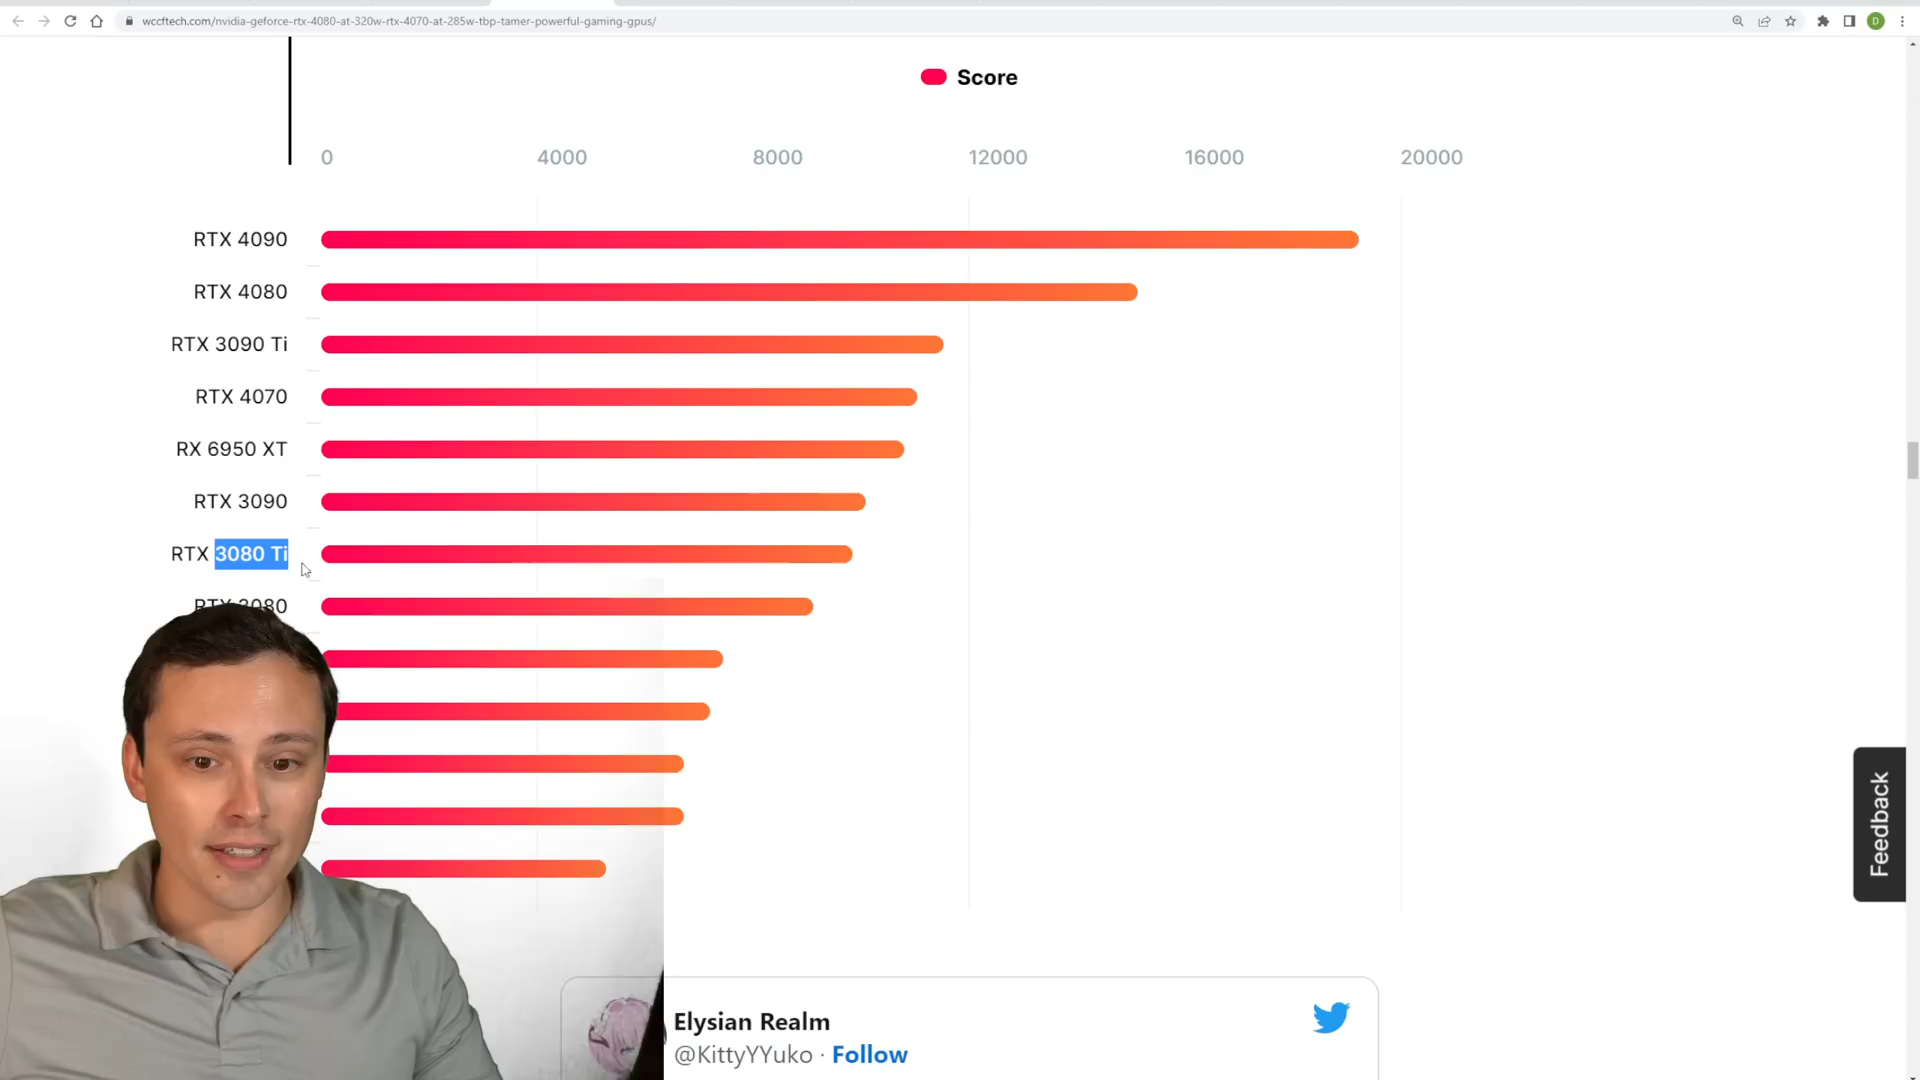 wccftech.com/nvidia-geforce-rtx-4080-at-320w-rtx-4070-at-285w-tbp-tamer-powerful-gaming-gpus/
D
Score
0 4000 8000 12000 16000 20000
RTX 4090
RTX 4080
RTX 3090 Ti
RTX 4070
RX 6950 XT
RTX 3090
RTX 3080 Ti
RTX 3080
Feedback
Elysian Realm
@KittyYYuko · Follow